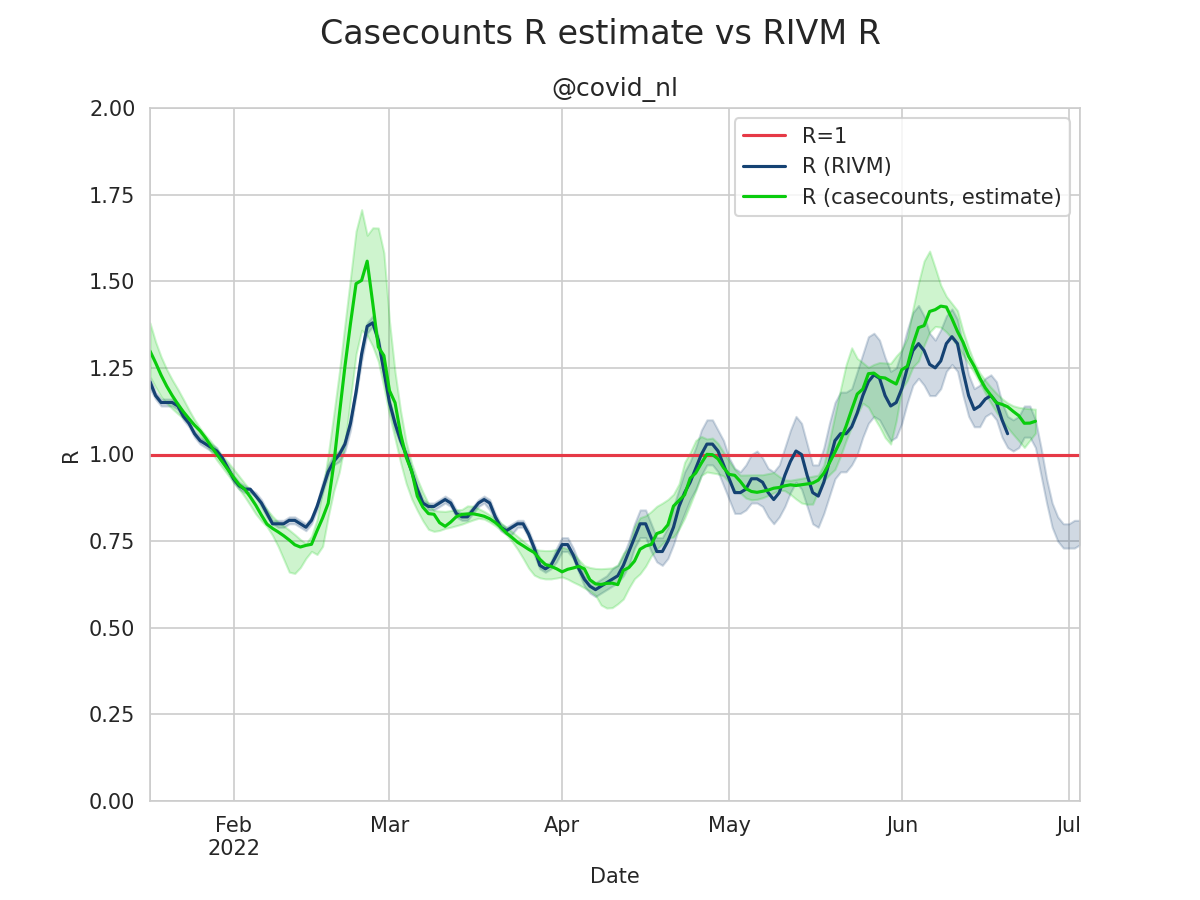 Casecounts R estimate vs RIVM R
@covid_nl
R=1
R (RIVM)
R (casecounts, estimate)
2.00
1.75
1.50
1.25
1.00
0.75
0.50
0.25
0.00
R
Feb Mar Apr May Jun Jul
2022
Date